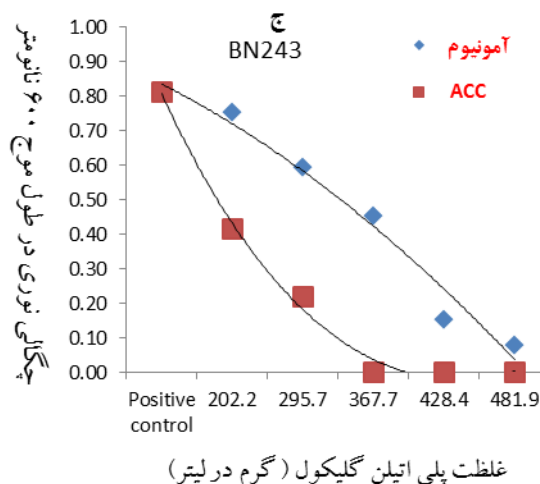 ج
BN243
آمونیوم
ACC
چگالی نوری در طول موج ۶۰۰ نانومتر
1.00
0.90
0.80
0.70
0.60
0.50
0.40
0.30
0.20
0.10
0.00
Positive control 202.2 295.7 367.7 428.4 481.9
غلظت پلی اتیلن گلیکول ( گرم در لیتر)